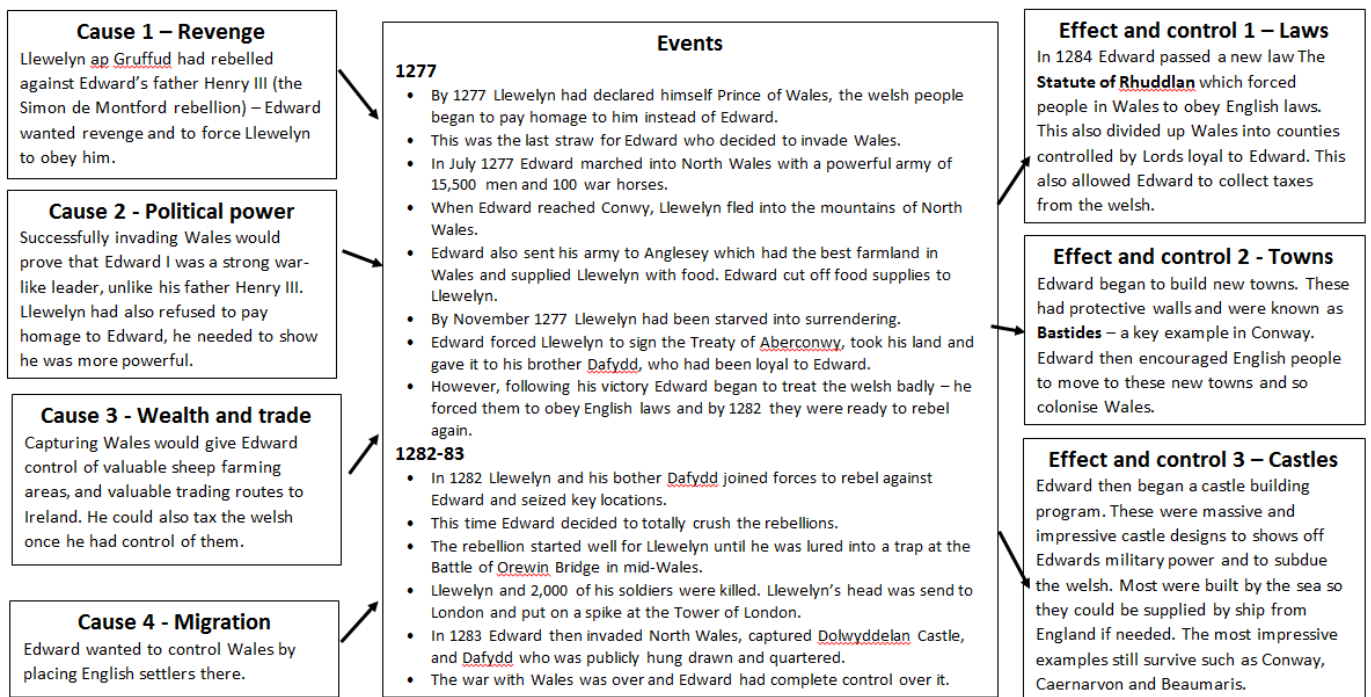 Cause 1 – Revenge
Llewelyn ap Gruffud had rebelled
against Edward's father Henry III (the
Simon de Montford rebellion) – Edward
wanted revenge and to force Llewelyn
to obey him.
Cause 2 - Political power
Successfully invading Wales would
prove that Edward I was a strong war-
like leader, unlike his father Henry III.
Llewelyn had also refused to pay
homage to Edward, he needed to show
he was more powerful.
Cause 3 - Wealth and trade
Capturing Wales would give Edward
control of valuable sheep farming
areas, and valuable trading routes to
Ireland. He could also tax the welsh
once he had control of them.
Cause 4 - Migration
Edward wanted to control Wales by
placing English settlers there.
Events
1277
• By 1277 Llewelyn had declared himself Prince of Wales, the welsh people
began to pay homage to him instead of Edward.
• This was the last straw for Edward who decided to invade Wales.
• In July 1277 Edward marched into North Wales with a powerful army of
15,500 men and 100 war horses.
• When Edward reached Conwy, Llewelyn fled into the mountains of North
Wales.
• Edward also sent his army to Anglesey which had the best farmland in
Wales and supplied Llewelyn with food. Edward cut off food supplies to
Llewelyn.
• By November 1277 Llewelyn had been starved into surrendering.
• Edward forced Llewelyn to sign the Treaty of Aberconwy, took his land and
gave it to his brother Dafydd, who had been loyal to Edward.
• However, following his victory Edward began to treat the welsh badly – he
forced them to obey English laws and by 1282 they were ready to rebel
again.
1282-83
• In 1282 Llewelyn and his bother Dafydd joined forces to rebel against
Edward and seized key locations.
• This time Edward decided to totally crush the rebellions.
• The rebellion started well for Llewelyn until he was lured into a trap at the
Battle of Orewin Bridge in mid-Wales.
• Llewelyn and 2,000 of his soldiers were killed. Llewelyn's head was send to
London and put on a spike at the Tower of London.
• In 1283 Edward then invaded North Wales, captured Dolwyddelan Castle,
and Dafydd who was publicly hung drawn and quartered.
• The war with Wales was over and Edward had complete control over it.
Effect and control 1 – Laws
In 1284 Edward passed a new law The
Statute of Rhuddlan which forced
people in Wales to obey English laws.
This also divided up Wales into counties
controlled by Lords loyal to Edward. This
also allowed Edward to collect taxes
from the welsh.
Effect and control 2 - Towns
Edward began to build new towns. These
had protective walls and were known as
Bastides – a key example in Conway.
Edward then encouraged English people
to move to these new towns and so
colonise Wales.
Effect and control 3 – Castles
Edward then began a castle building
program. These were massive and
impressive castle designs to shows off
Edwards military power and to subdue
the welsh. Most were built by the sea so
they could be supplied by ship from
England if needed. The most impressive
examples still survive such as Conway,
Caernarvon and Beaumaris.